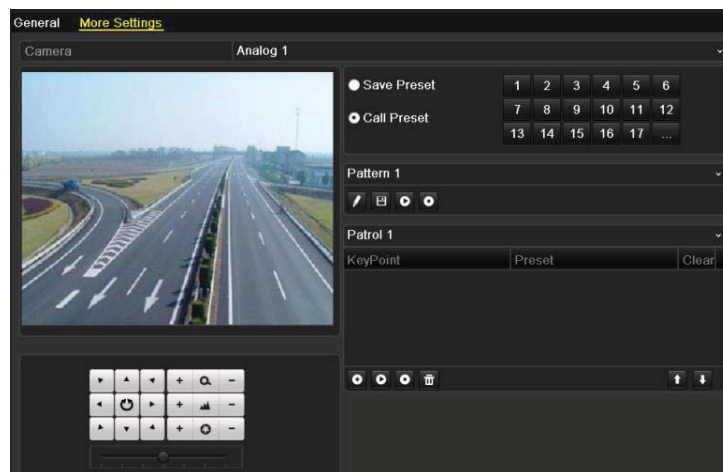 General More Settings
Camera Analog 1
Save Preset
Call Preset
1 2 3 4 5 6
7 8 9 10 11 12
13 14 15 16 17 ...
Pattern 1
Patrol 1
KeyPoint Preset Clear